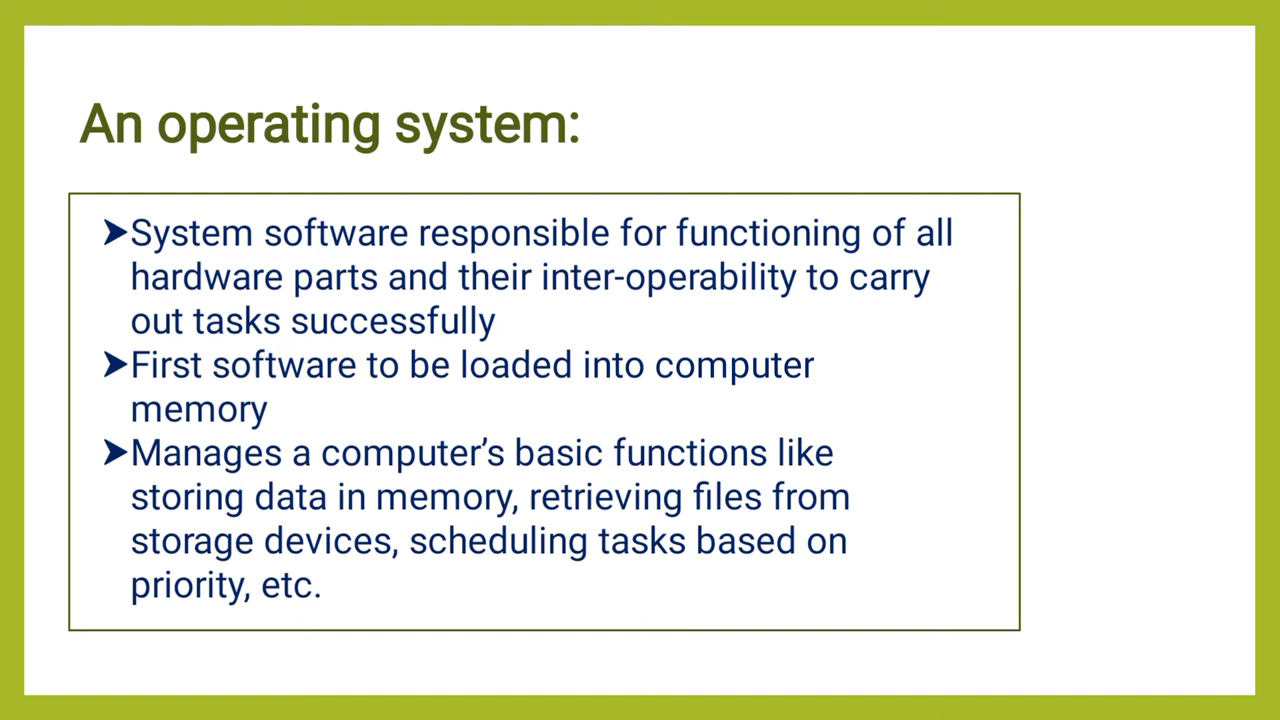 An operating system:
➤System software responsible for functioning of all
hardware parts and their inter-operability to carry
out tasks successfully
➤First software to be loaded into computer
memory
➤Manages a computer’s basic functions like
storing data in memory, retrieving files from
storage devices, scheduling tasks based on
priority, etc.